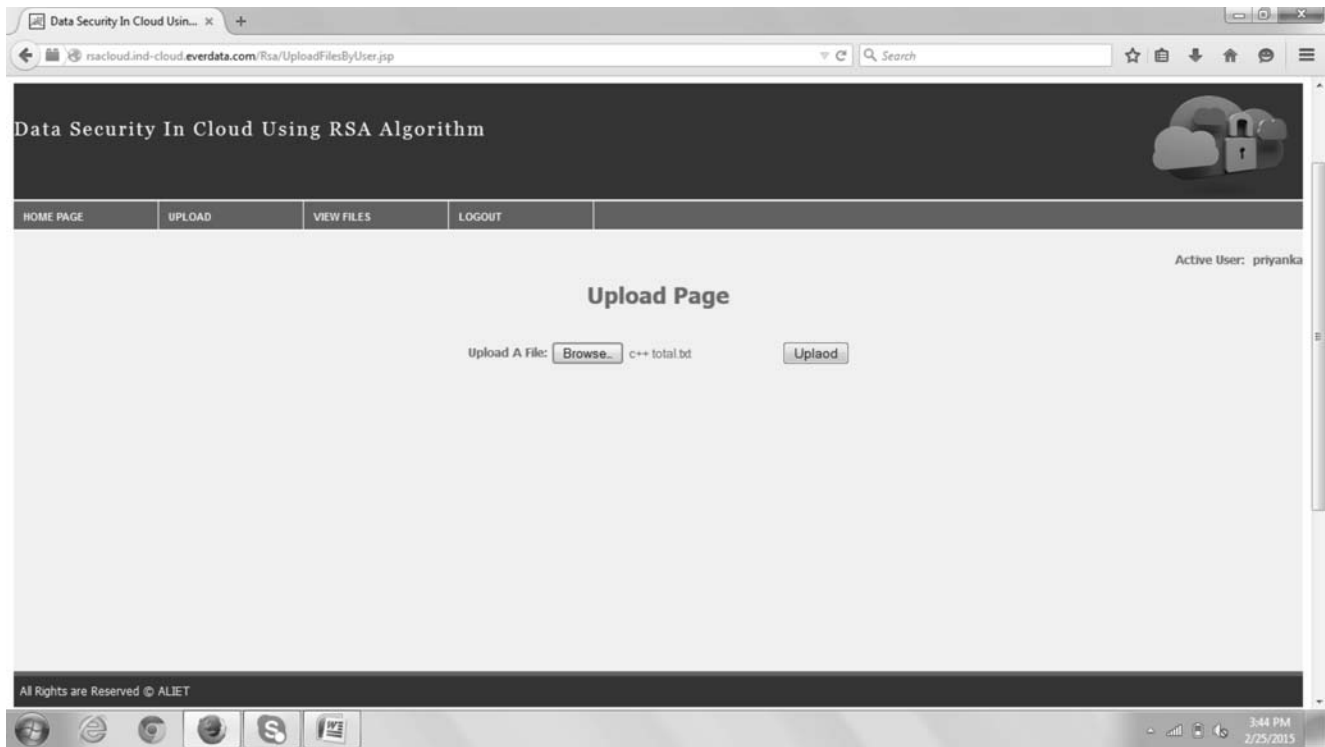 Data Security In Cloud Usin... × +
rsacloud.ind-cloud.everdata.com/Rsa/UploadFilesByUser.jsp
Search
Data Security In Cloud Using RSA Algorithm
HOME PAGE UPLOAD VIEW FILES LOGOUT
Active User: priyanka
Upload Page
Upload A File: Browse.. c++ total.txt Uplaod
All Rights are Reserved © ALIET
3:44 PM
2/25/2015